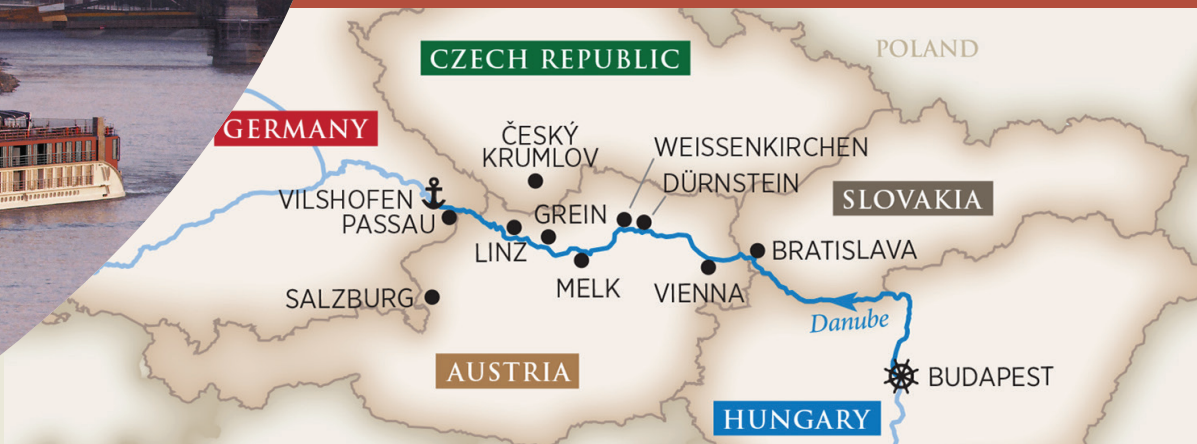 CZECH REPUBLIC
POLAND
GERMANY
ČESKÝ
KRUMLOV
WEISSENKIRCHEN
DÜRNSTEIN
SLOVAKIA
VILSHOFEN
PASSAU
GREIN
LINZ
BRATISLAVA
MELK
VIENNA
SALZBURG
Danube
AUSTRIA
BUDAPEST
HUNGARY